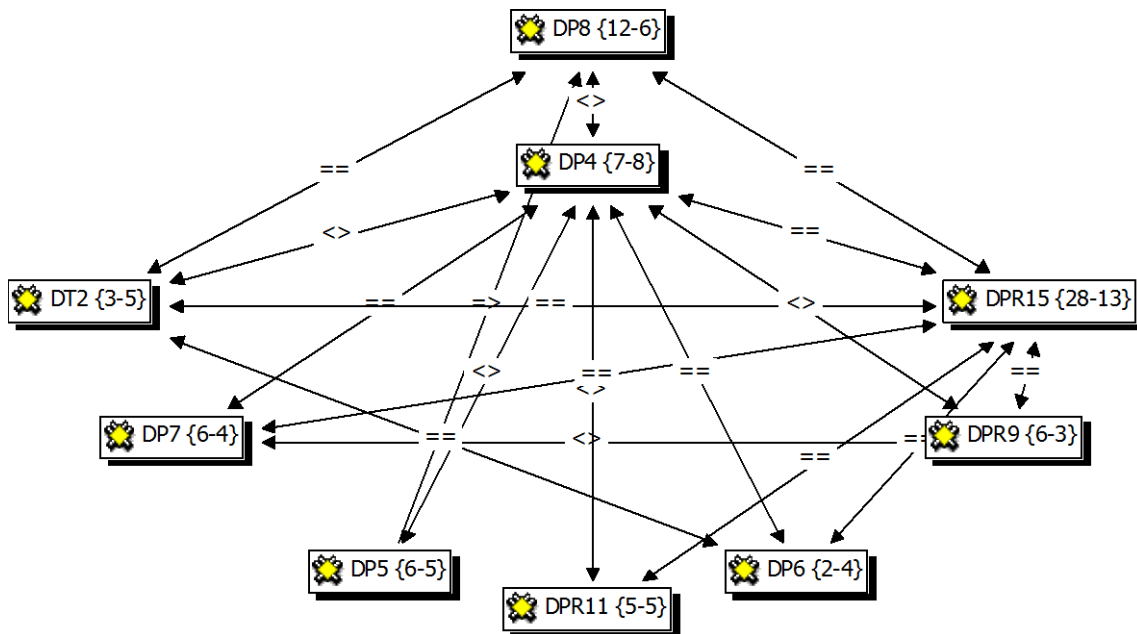 DP8 {12-6}
<>
DP4 {7-8}
==
==
<>
==
DT2 {3-5}
==
=>
==
<>
DPR15 {28-13}
<>
==
==
==
<>
DP7 {6-4}
==
<>
==
DPR9 {6-3}
==
DP5 {6-5}
DP6 {2-4}
DPR11 {5-5}